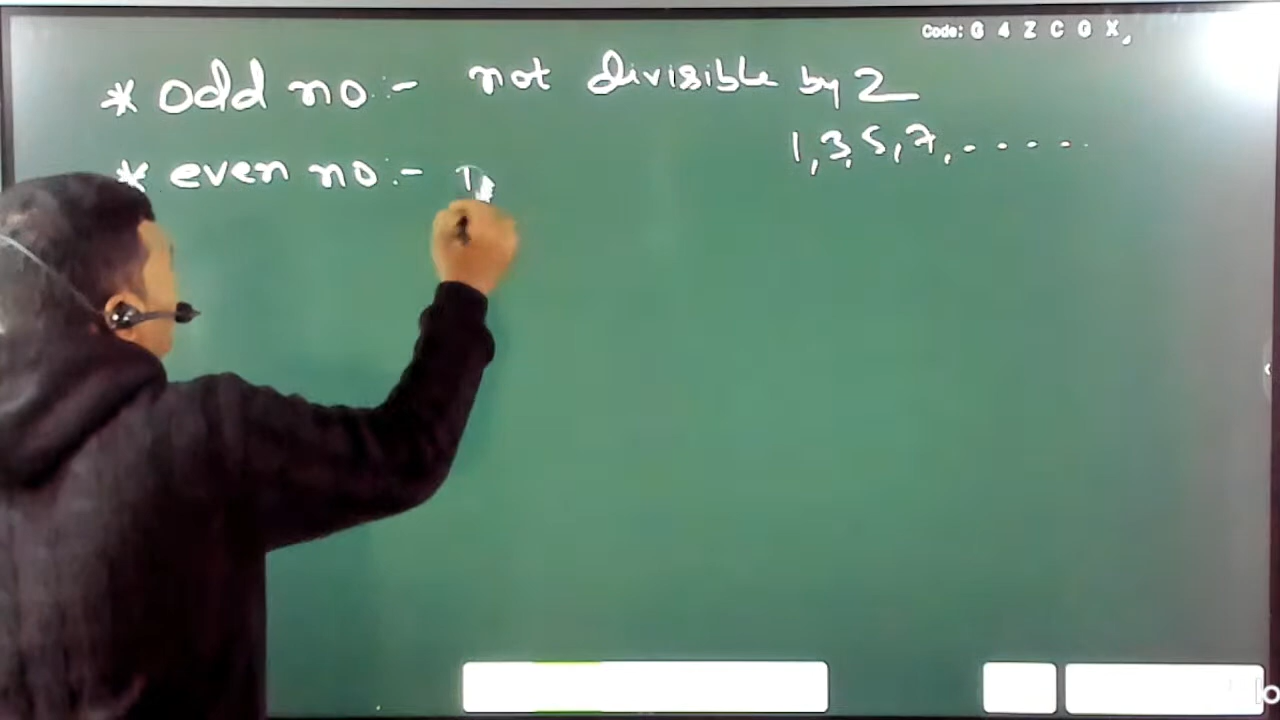 Code: G 4 Z C G X
* odd no :- not divisible by 2
1, 3, 5, 7, . . . . .
* even no :-